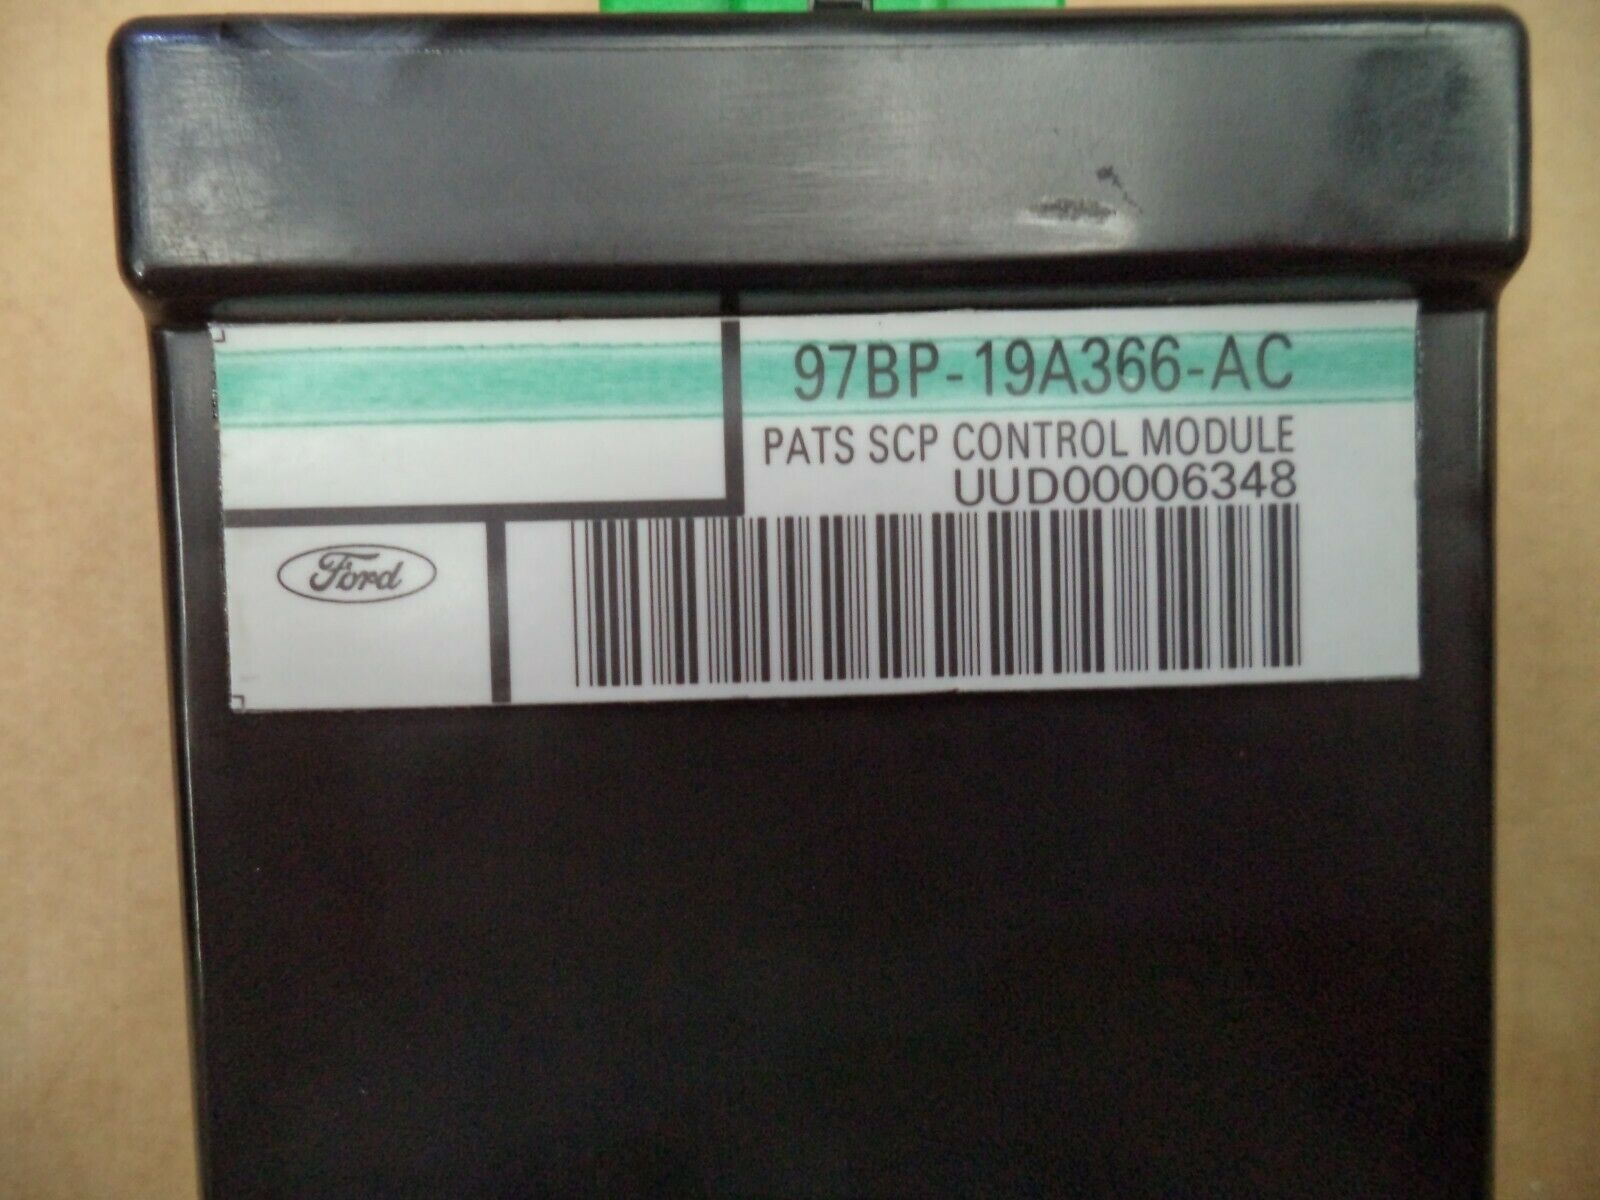 97BP-19A366-AC
PATS SCP CONTROL MODULE
UUD00006348
Ford